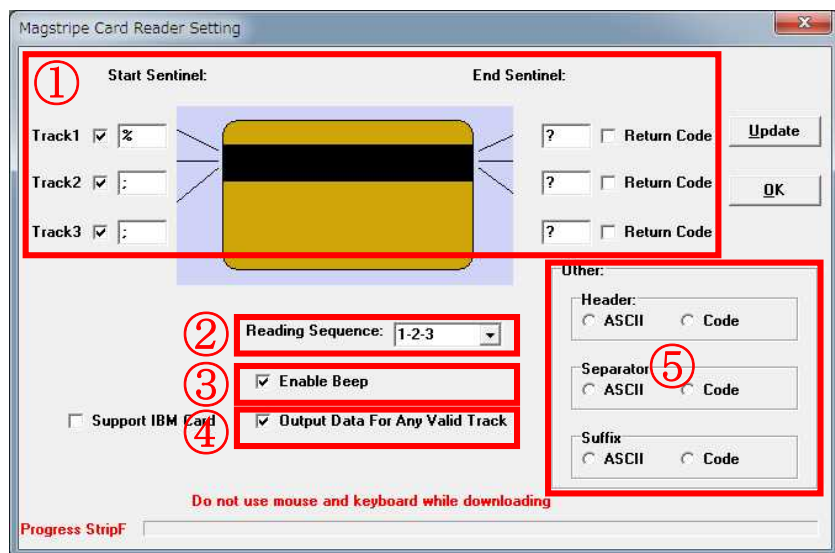 Magstripe Card Reader Setting
x
① Start Sentinel: End Sentinel:
Track1 % ? Return Code Update
Track2 ; ? Return Code OK
Track3 ; ? Return Code
Other:
Header:
ASCII Code
② Reading Sequence: 1-2-3
Separator ⑤
ASCII Code
③ Enable Beep
Support IBM Card ④ Output Data For Any Valid Track
Suffix
ASCII Code
Do not use mouse and keyboard while downloading
Progress StripF